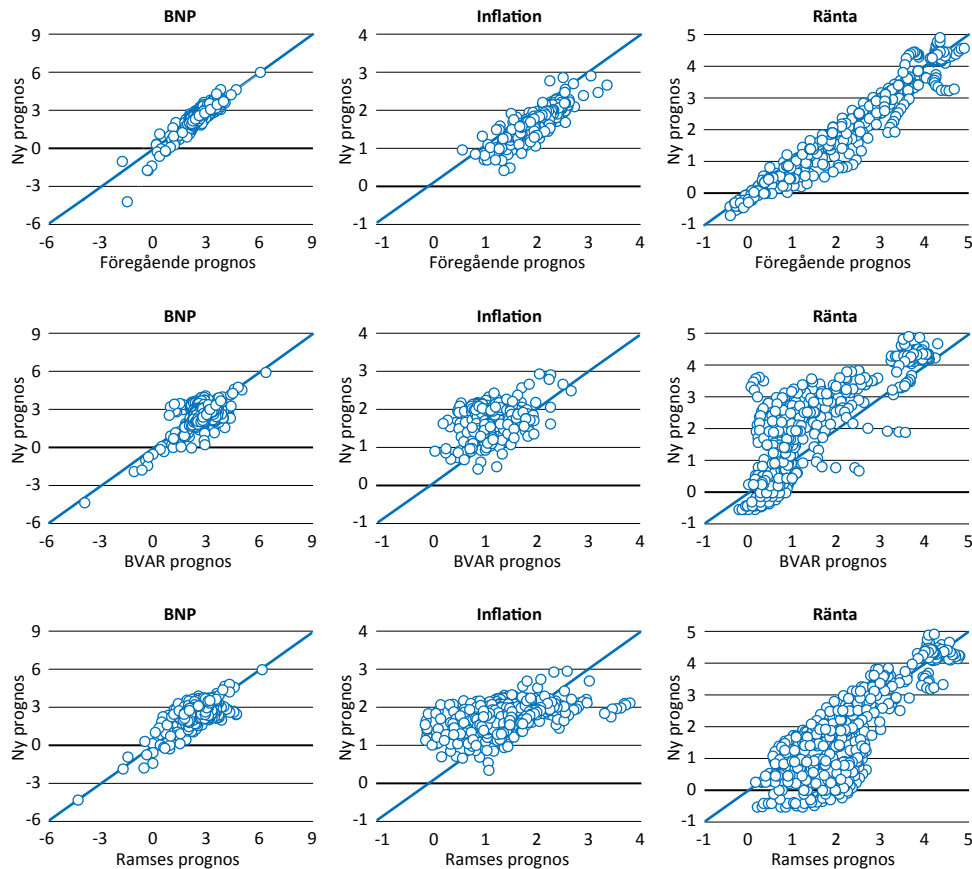 BNP
Ny prognos
9
6
3
0
-3
-6
-6 -3 0 3 6 9
Föregående prognos
Inflation
Ny prognos
4
3
2
1
0
-1
-1 0 1 2 3 4
Föregående prognos
Ränta
Ny prognos
5
4
3
2
1
0
-1
-1 0 1 2 3 4 5
Föregående prognos
BNP
Ny prognos
9
6
3
0
-3
-6
-6 -3 0 3 6 9
BVAR prognos
Inflation
Ny prognos
4
3
2
1
0
-1
-1 0 1 2 3 4
BVAR prognos
Ränta
Ny prognos
5
4
3
2
1
0
-1
-1 0 1 2 3 4 5
BVAR prognos
BNP
Ny prognos
9
6
3
0
-3
-6
-6 -3 0 3 6 9
Ramses prognos
Inflation
Ny prognos
4
3
2
1
0
-1
-1 0 1 2 3 4
Ramses prognos
Ränta
Ny prognos
5
4
3
2
1
0
-1
-1 0 1 2 3 4 5
Ramses prognos